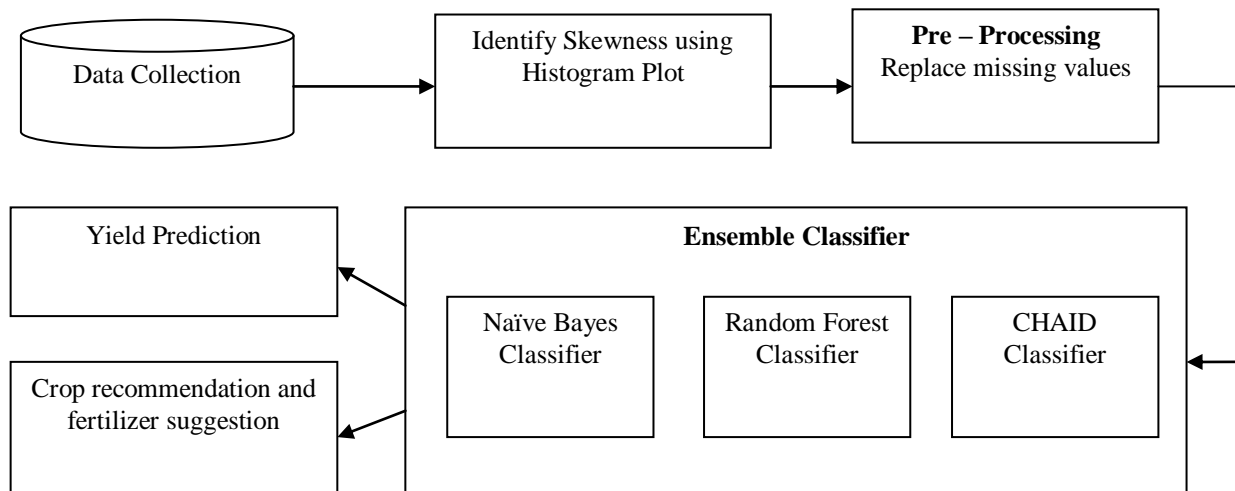 Data Collection
Identify Skewness using
Histogram Plot
Pre – Processing
Replace missing values
Yield Prediction
Crop recommendation and
fertilizer suggestion
Ensemble Classifier
Naïve Bayes
Classifier
Random Forest
Classifier
CHAID
Classifier